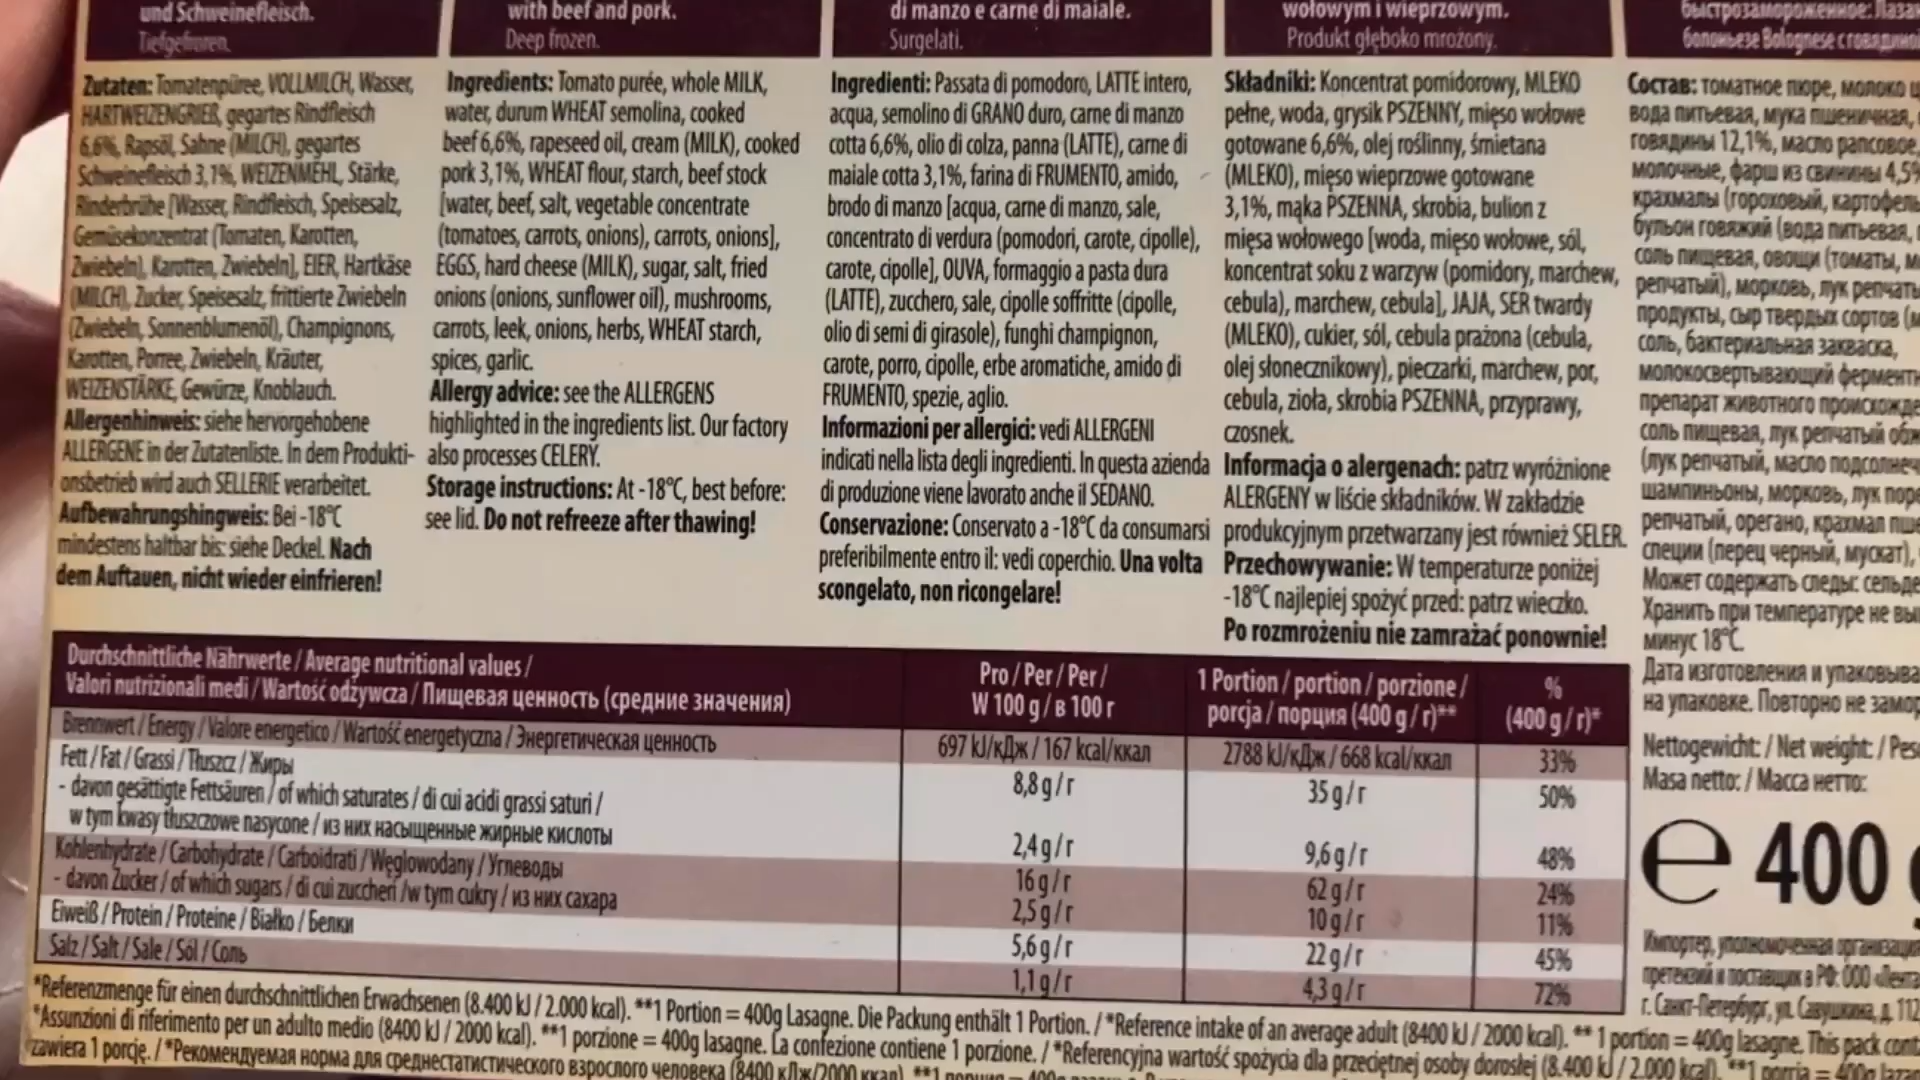 und Schweinefleisch.
Tiefgefroren.
Zutaten: Tomatenpüree, VOLLMILCH, Wasser,
HARTWEIZENGRIEß, gegartes Rindfleisch
6,6%, Rapsöl, Sahne (MILCH), gegartes
Schweinefleisch 3,1%, WEIZENMEHL, Stärke,
Rinderbrühe [Wasser, Rindfleisch, Speisesalz,
Gemüsekonzentrat (Tomaten, Karotten,
Zwiebeln), Karotten, Zwiebeln], EIER, Hartkäse
(MILCH), Zucker, Speisesalz, frittierte Zwiebeln
(Zwiebeln, Sonnenblumenöl), Champignons,
Karotten, Porree, Zwiebeln, Kräuter,
WEIZENSTÄRKE, Gewürze, Knoblauch.
Allergenhinweis: siehe hervorgehobene
ALLERGENE in der Zutatenliste. In dem Produkti-
onsbetrieb wird auch SELLERIE verarbeitet.
Aufbewahrungshingweis: Bei -18°C
mindestens haltbar bis: siehe Deckel. Nach
dem Auftauen, nicht wieder einfrieren!
with beef and pork.
Deep frozen.
Ingredients: Tomato purée, whole MILK,
water, durum WHEAT semolina, cooked
beef 6,6%, rapeseed oil, cream (MILK), cooked
pork 3,1%, WHEAT flour, starch, beef stock
[water, beef, salt, vegetable concentrate
(tomatoes, carrots, onions), carrots, onions],
EGGS, hard cheese (MILK), sugar, salt, fried
onions (onions, sunflower oil), mushrooms,
carrots, leek, onions, herbs, WHEAT starch,
spices, garlic.
Allergy advice: see the ALLERGENS
highlighted in the ingredients list. Our factory
also processes CELERY.
Storage instructions: At -18°C, best before:
see lid. Do not refreeze after thawing!
di manzo e carne di maiale.
Surgelati.
Ingredienti: Passata di pomodoro, LATTE intero,
acqua, semolino di GRANO duro, carne di manzo
cotta 6,6%, olio di colza, panna (LATTE), carne di
maiale cotta 3,1%, farina di FRUMENTO, amido,
brodo di manzo [acqua, carne di manzo, sale,
concentrato di verdura (pomodori, carote, cipolle),
carote, cipolle], OUVA, formaggio a pasta dura
(LATTE), zucchero, sale, cipolle soffritte (cipolle,
olio di semi di girasole), funghi champignon,
carote, porro, cipolle, erbe aromatiche, amido di
FRUMENTO, spezie, aglio.
Informazioni per allergici: vedi ALLERGENI
indicati nella lista degli ingredienti. In questa azienda
di produzione viene lavorato anche il SEDANO.
Conservazione: Conservato a -18°C da consumarsi
preferibilmente entro il: vedi coperchio. Una volta
scongelato, non ricongelare!
wołowym i wieprzowym.
Produkt głęboko mrożony.
Składniki: Koncentrat pomidorowy, MLEKO
pełne, woda, grysik PSZENNY, mięso wołowe
gotowane 6,6%, olej roślinny, śmietana
(MLEKO), mięso wieprzowe gotowane
3,1%, mąka PSZENNA, skrobia, bulion z
mięsa wołowego [woda, mięso wołowe, sól,
koncentrat soku z warzyw (pomidory, marchew,
cebula), marchew, cebula], JAJA, SER twardy
(MLEKO), cukier, sól, cebula prażona (cebula,
olej słonecznikowy), pieczarki, marchew, por,
cebula, zioła, skrobia PSZENNA, przyprawy,
czosnek.
Informacja o alergenach: patrz wyróżnione
ALERGENY w liście składników. W zakładzie
produkcyjnym przetwarzany jest również SELER.
Przechowywanie: W temperaturze poniżej
-18°C najlepiej spożyć przed: patrz wieczko.
Po rozmrożeniu nie zamrażać ponownie!
быстрозамороженное: Лазан
болоньезе Bolognese с говядиной
Состав: томатное пюре, молоко ц
вода питьевая, мука пшеничная,
говядины 12,1%, масло рапсовое,
молочные, фарш из свинины 4,5%
крахмалы (гороховый, картофель
бульон говяжий (вода питьевая,
соль пищевая, овощи (томаты, м
репчатый), морковь, лук репчаты
продукты, сыр твердых сортов (м
соль, бактериальная закваска,
молокосвертывающий ферментн
препарат животного происхожде
соль пищевая, лук репчатый обж
(лук репчатый, масло подсолнеч
шампиньоны, морковь, лук поре
репчатый, орегано, крахмал пше
специи (перец черный, мускат),
Может содержать следы: сельде
Хранить при температуре не вы
минус 18°C.
Дата изготовления и упаковыва
на упаковке. Повторно не замор
Nettogewicht: / Net weight: / Peso
Masa netto: / Масса нетто:
℮ 400 g
Импортер, уполномоченная организация
претензий и поставщик в РФ: ООО «Лента
г. Санкт-Петербург, ул. Савушкина, д. 112
Durchschnittliche Nährwerte / Average nutritional values /
Valori nutrizionali medi / Wartość odżywcza / Пищевая ценность (средние значения)
Pro / Per / Per /
W 100 g / в 100 г
1 Portion / portion / porzione /
porcja / порция (400 g / г)**
%
(400 g / г)*
Brennwert / Energy / Valore energetico / Wartość energetyczna / Энергетическая ценность 697 kJ/кДж / 167 kcal/ккал 2788 kJ/кДж / 668 kcal/ккал 33%
Fett / Fat / Grassi / Tłuszcz / Жиры 8,8 g / г 35 g / г 50%
- davon gesättigte Fettsäuren / of which saturates / di cui acidi grassi saturi /
w tym kwasy tłuszczowe nasycone / из них насыщенные жирные кислоты 2,4 g / г 9,6 g / г 48%
Kohlenhydrate / Carbohydrate / Carboidrati / Węglowodany / Углеводы 16 g / г 62 g / г 24%
- davon Zucker / of which sugars / di cui zuccheri /w tym cukry / из них сахара 2,5 g / г 10 g / г 11%
Eiweiß / Protein / Proteine / Białko / Белки 5,6 g / г 22 g / г 45%
Salz / Salt / Sale / Sól / Соль 1,1 g / г 4,3 g / г 72%
*Referenzmenge für einen durchschnittlichen Erwachsenen (8.400 kJ / 2.000 kcal). **1 Portion = 400g Lasagne. Die Packung enthält 1 Portion. / *Reference intake of an average adult (8400 kJ / 2000 kcal). ** 1 portion = 400g lasagne. This pack cont
*Assunzioni di riferimento per un adulto medio (8400 kJ / 2000 kcal). **1 porzione = 400g lasagne. La confezione contiene 1 porzione. / *Referencyjna wartość spożycia dla przeciętnej osoby dorosłej (8.400 kJ / 2.000 kcal). **1 porcja = 400g lazan
zawiera 1 porcję. / *Рекомендуемая норма для среднестатистического взрослого человека (8400 кДж/2000 ккал). **1 порция = 400g